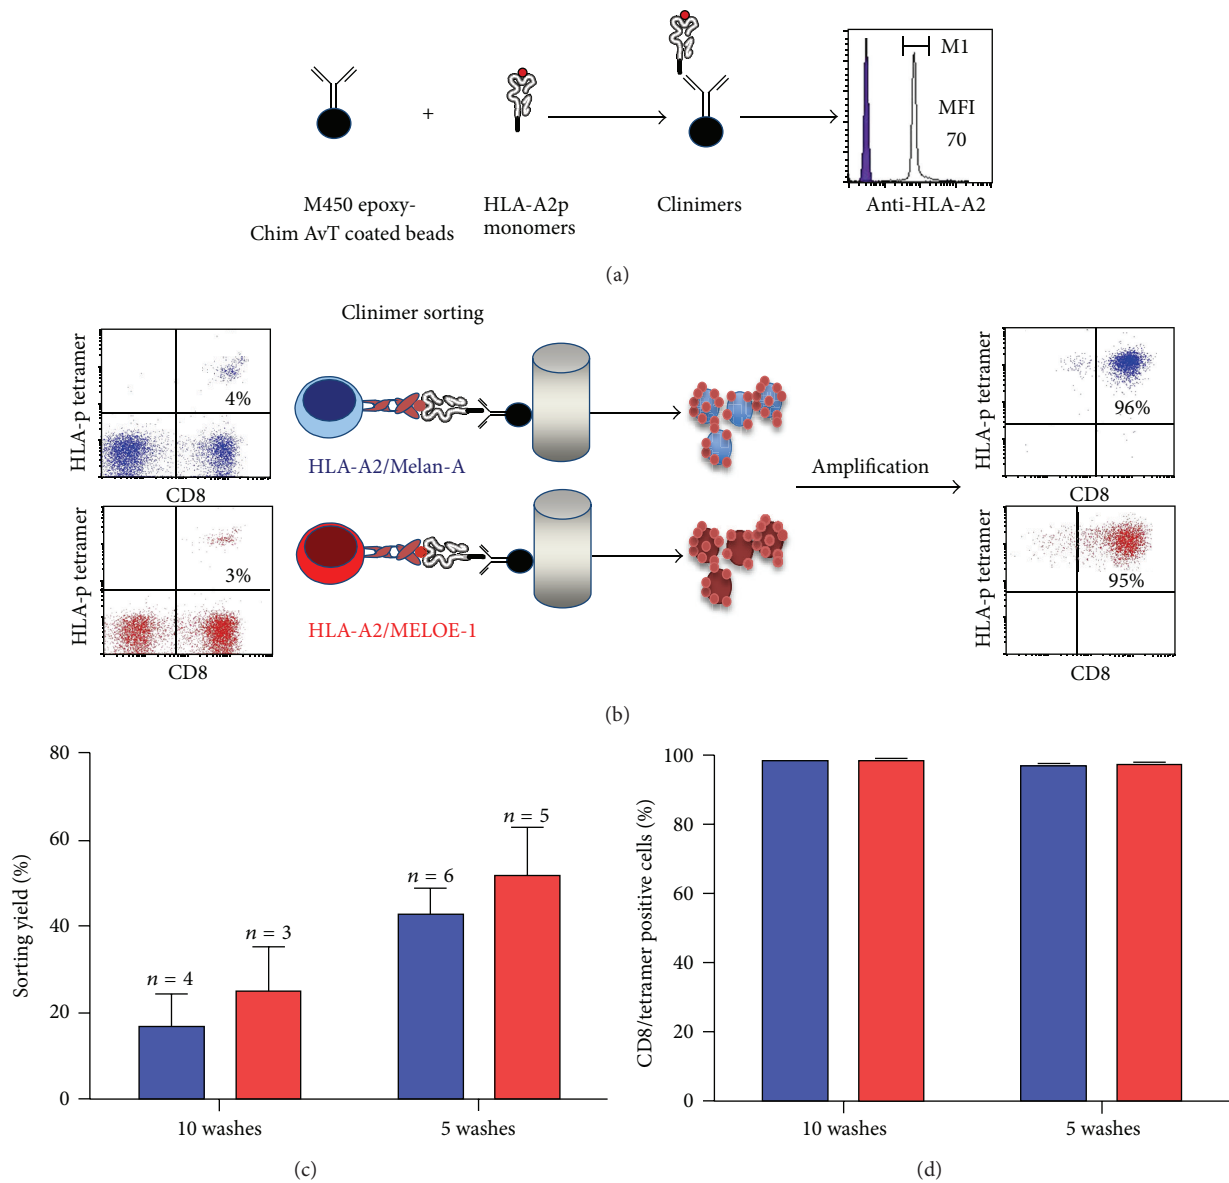 M1
MFI
70
+
M450 epoxy-
Chim AvT coated beads
HLA-A2p
monomers
Clinimers
Anti-HLA-A2
(a)
Clinimer sorting
HLA-p tetramer
4%
CD8
HLA-A2/Melan-A
HLA-p tetramer
3%
CD8
HLA-A2/MELOE-1
Amplification
HLA-p tetramer
96%
CD8
HLA-p tetramer
95%
CD8
(b)
Sorting yield (%)
80
60
40
20
0
n = 4
n = 3
n = 6
n = 5
10 washes
5 washes
(c)
CD8/tetramer positive cells (%)
100
80
60
40
20
0
10 washes
5 washes
(d)